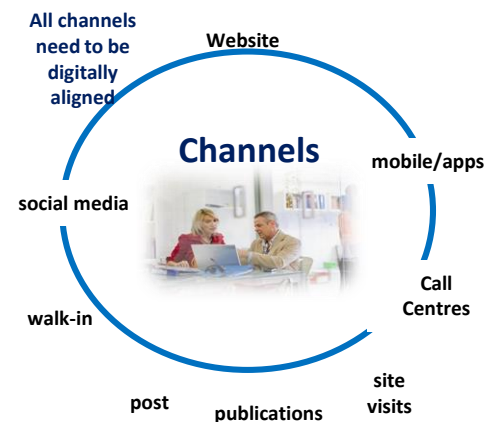 All channels
need to be
digitally
aligned
Website
Channels
mobile/apps
social media
Call
Centres
walk-in
site
visits
post
publications